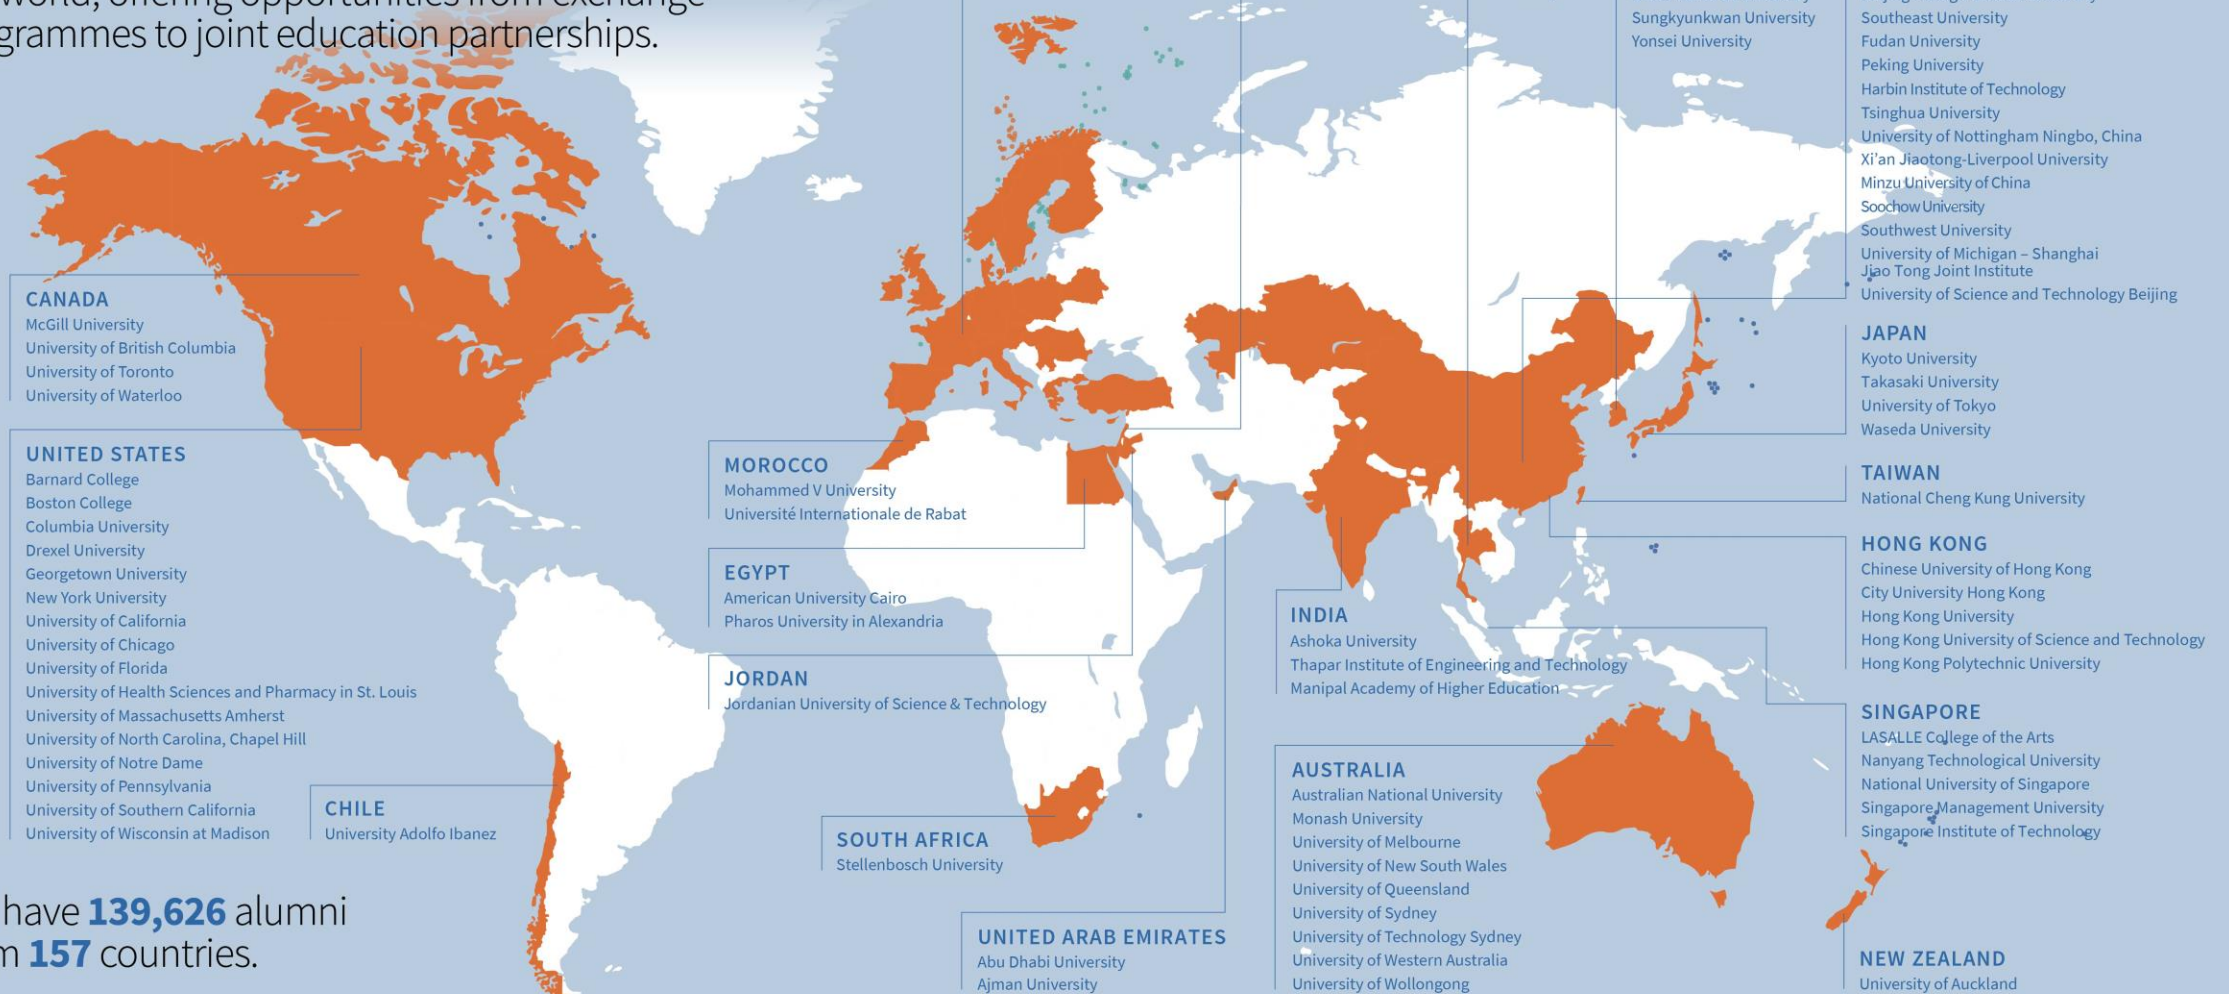 world, offering opportunities from exchange
grammes to joint education partnerships.
CANADA
McGill University
University of British Columbia
University of Toronto
University of Waterloo
UNITED STATES
Barnard College
Boston College
Columbia University
Drexel University
Georgetown University
New York University
University of California
University of Chicago
University of Florida
University of Health Sciences and Pharmacy in St. Louis
University of Massachusetts Amherst
University of North Carolina, Chapel Hill
University of Notre Dame
University of Pennsylvania
University of Southern California
University of Wisconsin at Madison
CHILE
University Adolfo Ibanez
have 139,626 alumni
157 countries.
MOROCCO
Mohammed V University
Université Internationale de Rabat
EGYPT
American University Cairo
Pharos University in Alexandria
JORDAN
Jordanian University of Science & Technology
SOUTH AFRICA
Stellenbosch University
UNITED ARAB EMIRATES
Abu Dhabi University
Ajman University
INDIA
Ashoka University
Thapar Institute of Engineering and Technology
Manipal Academy of Higher Education
AUSTRALIA
Australian National University
Monash University
University of Melbourne
University of New South Wales
University of Queensland
University of Sydney
University of Technology Sydney
University of Western Australia
University of Wollongong
Sungkyunkwan University
Yonsei University
Southeast University
Fudan University
Peking University
Harbin Institute of Technology
Tsinghua University
University of Nottingham Ningbo, China
Xi'an Jiaotong-Liverpool University
Minzu University of China
Soochow University
Southwest University
University of Michigan – Shanghai
Jiao Tong Joint Institute
University of Science and Technology Beijing
JAPAN
Kyoto University
Takasaki University
University of Tokyo
Waseda University
TAIWAN
National Cheng Kung University
HONG KONG
Chinese University of Hong Kong
City University Hong Kong
Hong Kong University
Hong Kong University of Science and Technology
Hong Kong Polytechnic University
SINGAPORE
LASALLE College of the Arts
Nanyang Technological University
National University of Singapore
Singapore Management University
Singapore Institute of Technology
NEW ZEALAND
University of Auckland